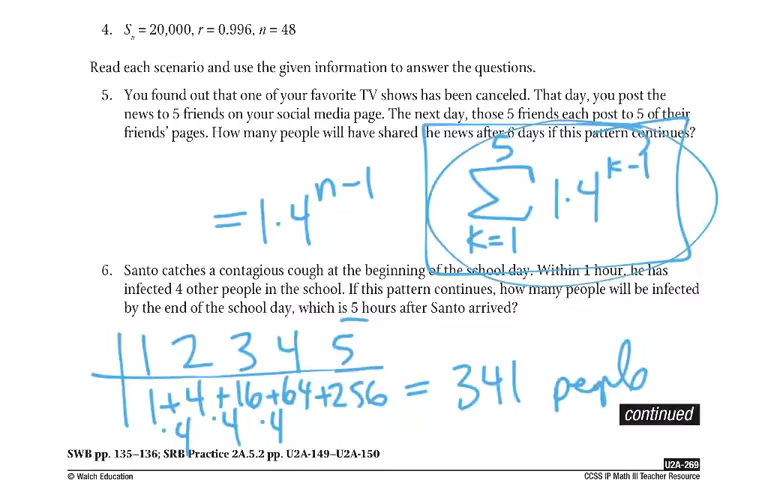 4. Sₙ = 20,000, r = 0.996, n = 48
Read each scenario and use the given information to answer the questions.
5. You found out that one of your favorite TV shows has been canceled. That day, you post the
news to 5 friends on your social media page. The next day, those 5 friends each post to 5 of their
friends' pages. How many people will have shared the news after 6 days if this pattern continues?
5
= 1·4^(n-1)
∑ 1·4^(k-1)
k=1
6. Santo catches a contagious cough at the beginning of the school day. Within 1 hour, he has
infected 4 other people in the school. If this pattern continues, how many people will be infected
by the end of the school day, which is 5 hours after Santo arrived?
1 2 3 4 5
1+4+16+64+256 = 341 people
·4 ·4 ·4
continued
SWB pp. 135–136; SRB Practice 2A.5.2 pp. U2A-149–U2A-150
U2A-269
© Walch Education
CCSS IP Math III Teacher Resource